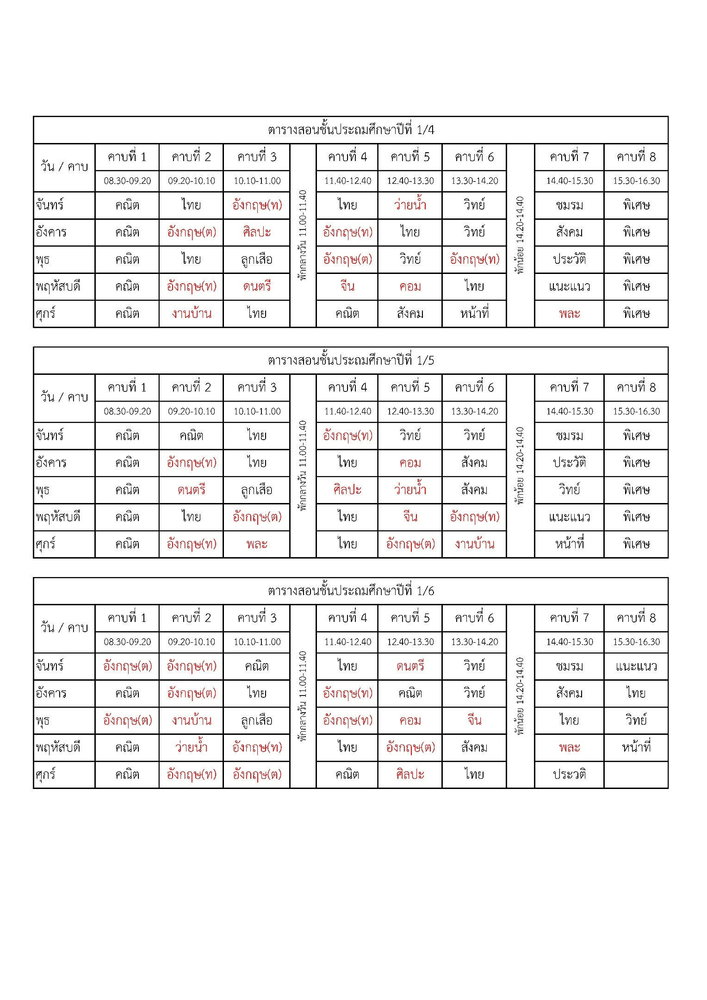 ตารางสอนชั้นประถมศึกษาปีที่ 1/4
วัน / คาบ คาบที่ 1 คาบที่ 2 คาบที่ 3 พักกลางวัน 11.00-11.40 คาบที่ 4 คาบที่ 5 คาบที่ 6 พักน้อย 14.20-14.40 คาบที่ 7 คาบที่ 8
08.30-09.20 09.20-10.10 10.10-11.00 11.40-12.40 12.40-13.30 13.30-14.20 14.40-15.30 15.30-16.30
จันทร์ คณิต ไทย อังกฤษ(ท) ไทย ว่ายน้ำ วิทย์ ชมรม พิเศษ
อังคาร คณิต อังกฤษ(ต) ศิลปะ อังกฤษ(ท) ไทย วิทย์ สังคม พิเศษ
พุธ คณิต ไทย ลูกเสือ อังกฤษ(ต) วิทย์ อังกฤษ(ท) ประวัติ พิเศษ
พฤหัสบดี คณิต อังกฤษ(ท) ดนตรี จีน คอม ไทย แนะแนว พิเศษ
ศุกร์ คณิต งานบ้าน ไทย คณิต สังคม หน้าที่ พละ พิเศษ
ตารางสอนชั้นประถมศึกษาปีที่ 1/5
วัน / คาบ คาบที่ 1 คาบที่ 2 คาบที่ 3 พักกลางวัน 11.00-11.40 คาบที่ 4 คาบที่ 5 คาบที่ 6 พักน้อย 14.20-14.40 คาบที่ 7 คาบที่ 8
08.30-09.20 09.20-10.10 10.10-11.00 11.40-12.40 12.40-13.30 13.30-14.20 14.40-15.30 15.30-16.30
จันทร์ คณิต คณิต ไทย อังกฤษ(ท) วิทย์ วิทย์ ชมรม พิเศษ
อังคาร คณิต อังกฤษ(ท) ไทย ไทย คอม สังคม ประวัติ พิเศษ
พุธ คณิต ดนตรี ลูกเสือ ศิลปะ ว่ายน้ำ สังคม วิทย์ พิเศษ
พฤหัสบดี คณิต ไทย อังกฤษ(ต) ไทย จีน อังกฤษ(ท) แนะแนว พิเศษ
ศุกร์ คณิต อังกฤษ(ท) พละ ไทย อังกฤษ(ต) งานบ้าน หน้าที่ พิเศษ
ตารางสอนชั้นประถมศึกษาปีที่ 1/6
วัน / คาบ คาบที่ 1 คาบที่ 2 คาบที่ 3 พักกลางวัน 11.00-11.40 คาบที่ 4 คาบที่ 5 คาบที่ 6 พักน้อย 14.20-14.40 คาบที่ 7 คาบที่ 8
08.30-09.20 09.20-10.10 10.10-11.00 11.40-12.40 12.40-13.30 13.30-14.20 14.40-15.30 15.30-16.30
จันทร์ อังกฤษ(ต) อังกฤษ(ท) คณิต ไทย ดนตรี วิทย์ ชมรม แนะแนว
อังคาร คณิต อังกฤษ(ต) ไทย อังกฤษ(ท) คณิต วิทย์ สังคม ไทย
พุธ อังกฤษ(ต) งานบ้าน ลูกเสือ อังกฤษ(ท) คอม จีน ไทย วิทย์
พฤหัสบดี คณิต ว่ายน้ำ อังกฤษ(ท) ไทย อังกฤษ(ต) สังคม พละ หน้าที่
ศุกร์ คณิต อังกฤษ(ท) อังกฤษ(ต) คณิต ศิลปะ ไทย ประวติ